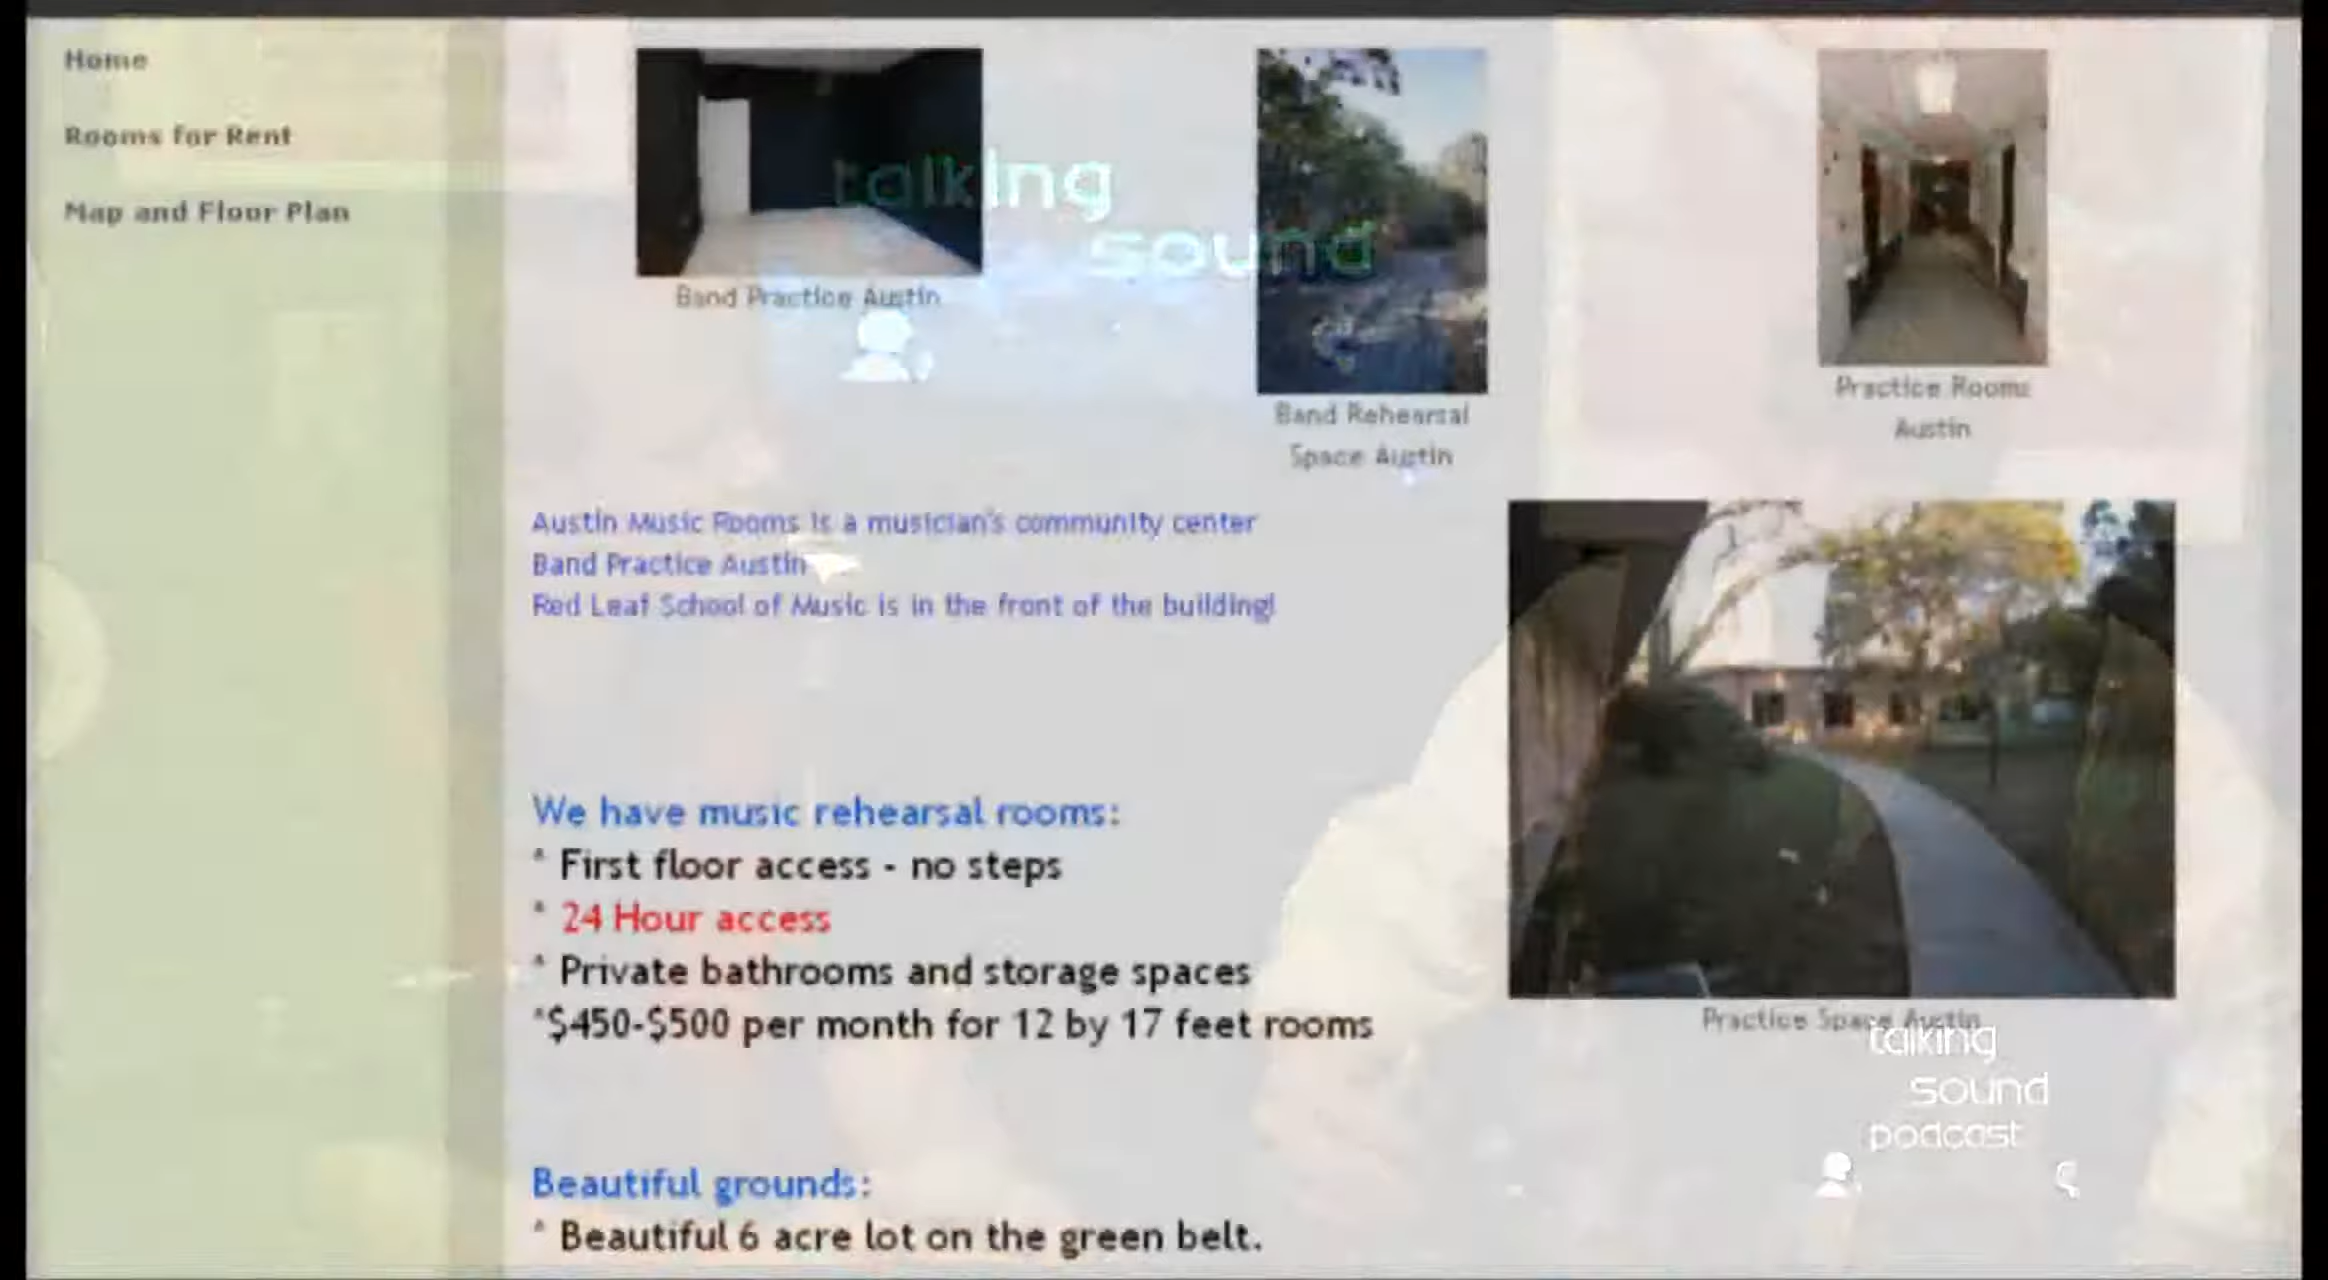 Home
Rooms for Rent
Map and Floor Plan
talking
sound
Band Practice Austin
Band Rehearsal
Space Austin
Practice Rooms
Austin
Austin Music Rooms is a musician's community center
Band Practice Austin
Red Leaf School of Music is in the front of the building!
We have music rehearsal rooms:
* First floor access - no steps
* 24 Hour access
* Private bathrooms and storage spaces
*$450-$500 per month for 12 by 17 feet rooms
Practice Space Austin
talking
sound
podcast
Beautiful grounds:
* Beautiful 6 acre lot on the green belt.